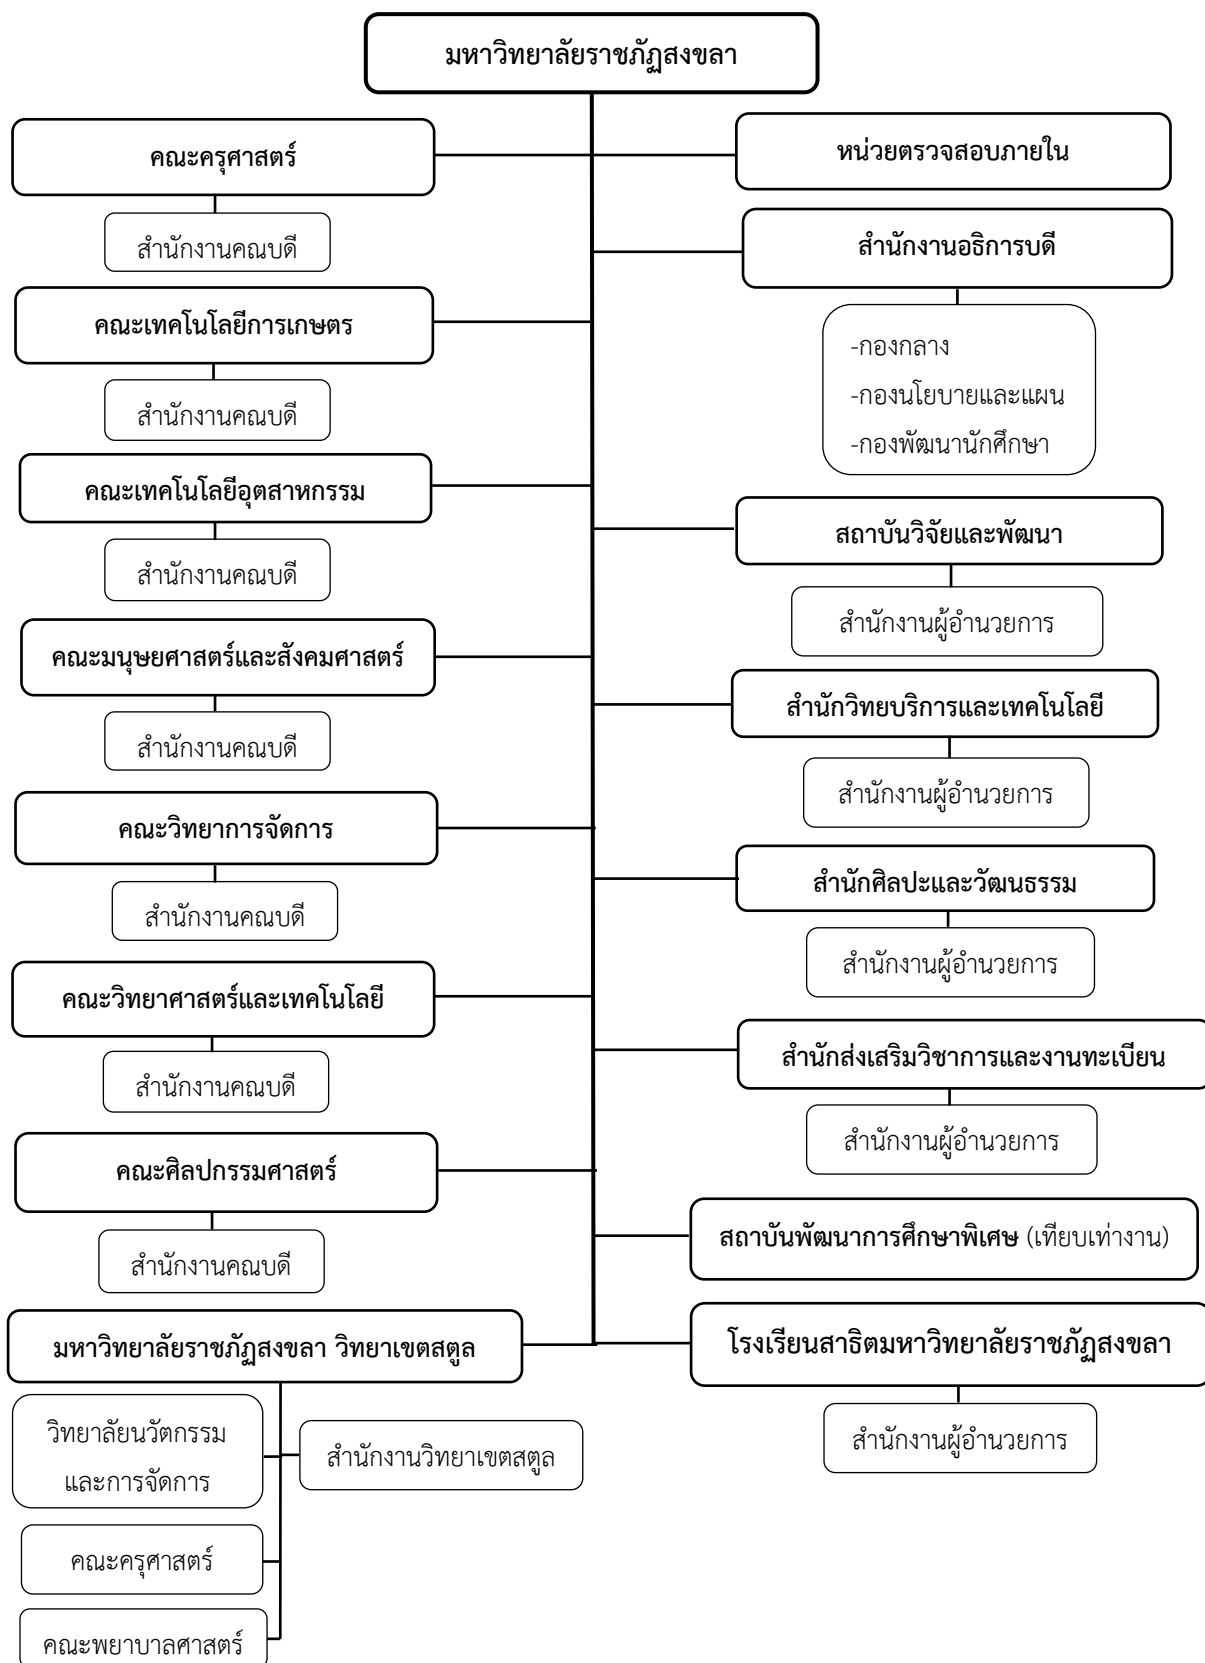 มหาวิทยาลัยราชภัฏสงขลา
คณะครุศาสตร์
สำนักงานคณบดี
คณะเทคโนโลยีการเกษตร
สำนักงานคณบดี
คณะเทคโนโลยีอุตสาหกรรม
สำนักงานคณบดี
คณะมนุษยศาสตร์และสังคมศาสตร์
สำนักงานคณบดี
คณะวิทยาการจัดการ
สำนักงานคณบดี
คณะวิทยาศาสตร์และเทคโนโลยี
สำนักงานคณบดี
คณะศิลปกรรมศาสตร์
สำนักงานคณบดี
มหาวิทยาลัยราชภัฏสงขลา วิทยาเขตสตูล
วิทยาลัยนวัตกรรม
และการจัดการ
สำนักงานวิทยาเขตสตูล
คณะครุศาสตร์
คณะพยาบาลศาสตร์
หน่วยตรวจสอบภายใน
สำนักงานอธิการบดี
-กองกลาง
-กองนโยบายและแผน
-กองพัฒนานักศึกษา
สถาบันวิจัยและพัฒนา
สำนักงานผู้อำนวยการ
สำนักวิทยบริการและเทคโนโลยี
สำนักงานผู้อำนวยการ
สำนักศิลปะและวัฒนธรรม
สำนักงานผู้อำนวยการ
สำนักส่งเสริมวิชาการและงานทะเบียน
สำนักงานผู้อำนวยการ
สถาบันพัฒนาการศึกษาพิเศษ (เทียบเท่างาน)
โรงเรียนสาธิตมหาวิทยาลัยราชภัฏสงขลา
สำนักงานผู้อำนวยการ